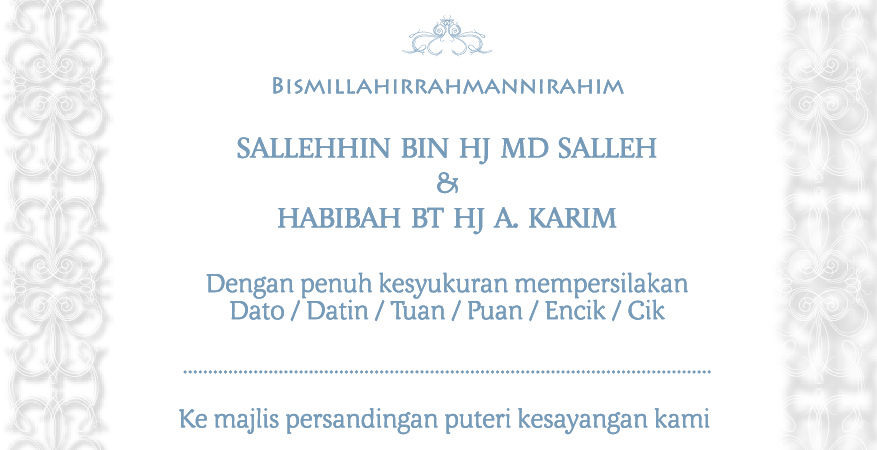 BISMILLAHIRRAHMANNIRAHIM
SALLEHHIN BIN HJ MD SALLEH
&
HABIBAH BT HJ A. KARIM
Dengan penuh kesyukuran mempersilakan
Dato / Datin / Tuan / Puan / Encik / Cik
........................................................................................................
Ke majlis persandingan puteri kesayangan kami